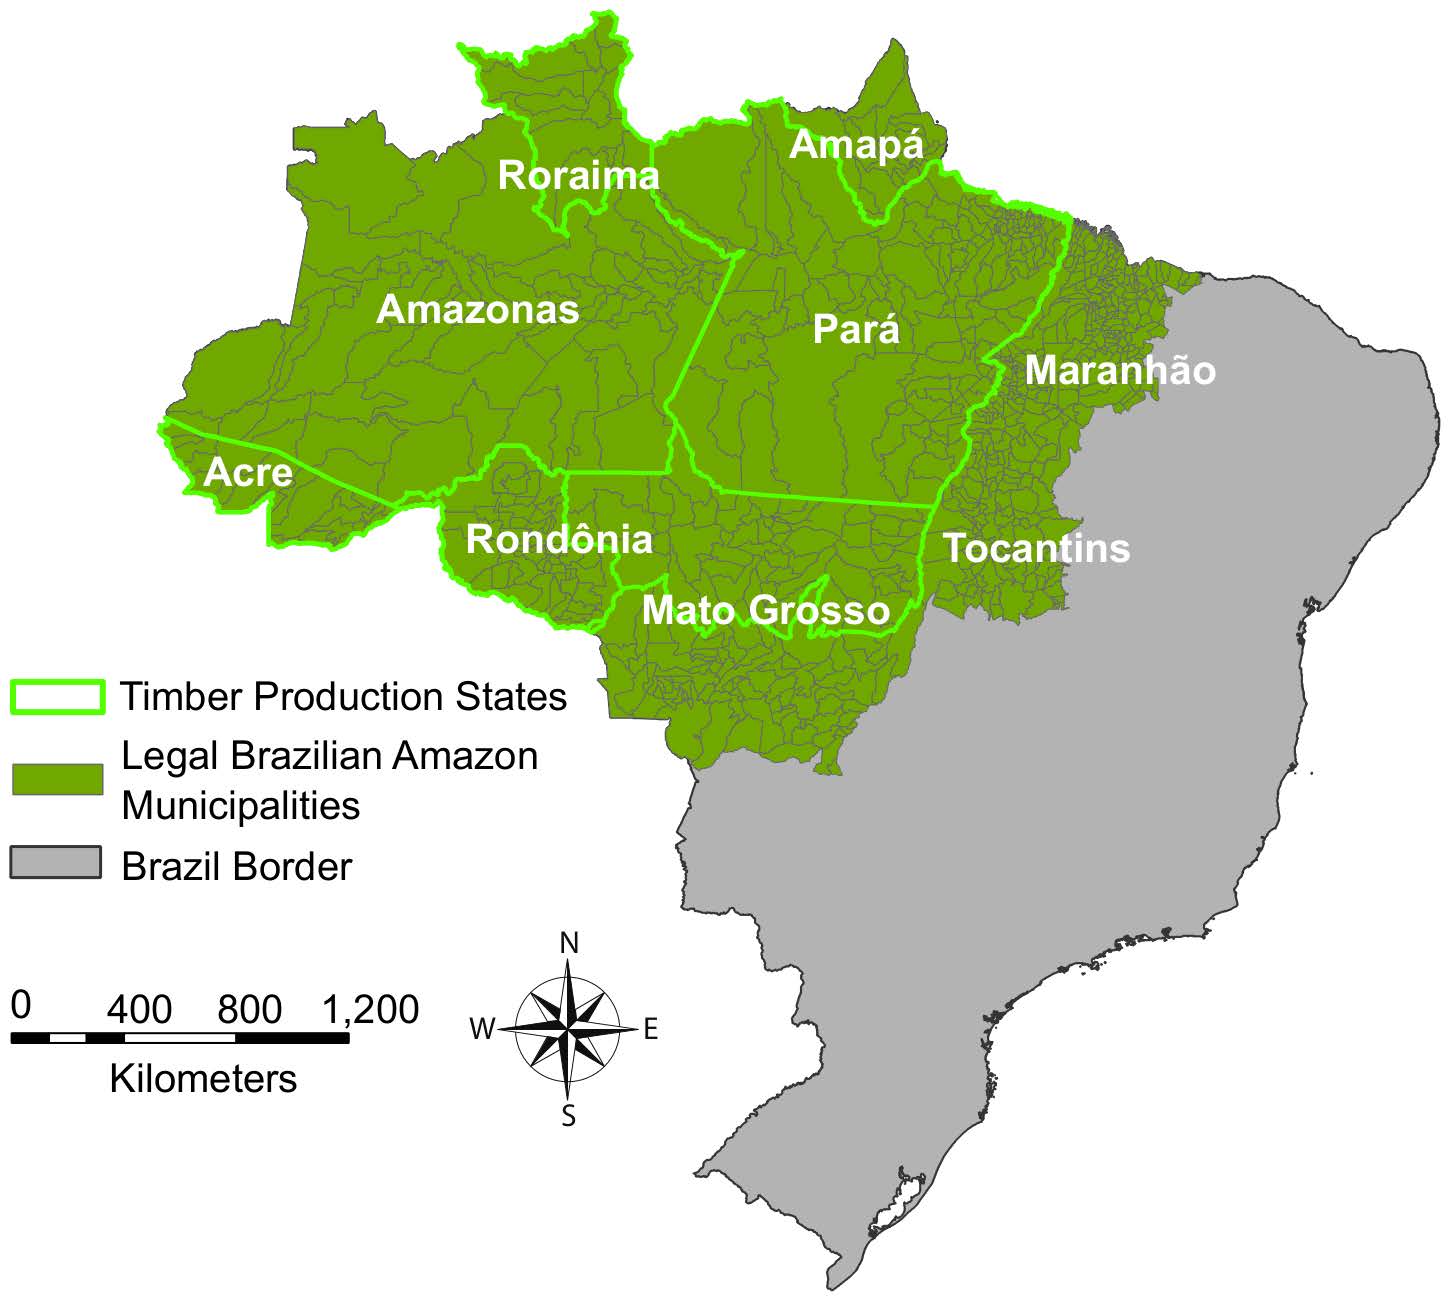 Roraima
Amapá
Amazonas
Pará
Maranhão
Acre
Rondônia
Tocantins
Mato Grosso
Timber Production States
Legal Brazilian Amazon
Municipalities
Brazil Border
0 400 800 1,200
Kilometers
N
W E
S